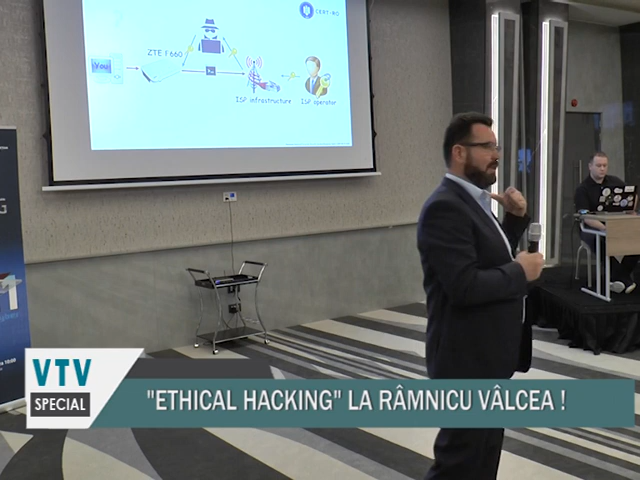 CERT-RO
ZTE F660
You
ISP infrastructure
ISP operator
VTV
SPECIAL
"ETHICAL HACKING" LA RÂMNICU VÂLCEA !